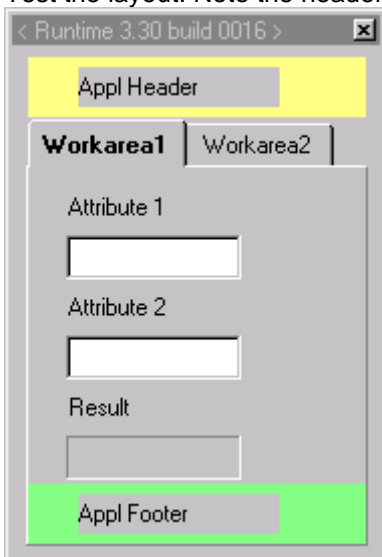 Test the layout. Note the header
< Runtime 3.30 build 0016 >
Appl Header
Workarea1 Workarea2
Attribute 1
Attribute 2
Result
Appl Footer